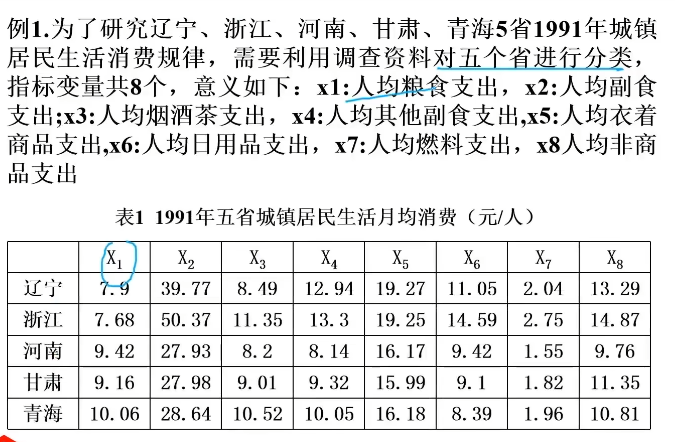 例1.为了研究辽宁、浙江、河南、甘肃、青海5省1991年城镇
居民生活消费规律，需要利用调查资料对五个省进行分类，
指标变量共8个，意义如下：x1:人均粮食支出，x2:人均副食
支出;x3:人均烟酒茶支出，x4:人均其他副食支出,x5:人均衣着
商品支出,x6:人均日用品支出，x7:人均燃料支出，x8人均非商
品支出
表1 1991年五省城镇居民生活月均消费（元/人）
X1 X2 X3 X4 X5 X6 X7 X8
辽宁 7.9 39.77 8.49 12.94 19.27 11.05 2.04 13.29
浙江 7.68 50.37 11.35 13.3 19.25 14.59 2.75 14.87
河南 9.42 27.93 8.2 8.14 16.17 9.42 1.55 9.76
甘肃 9.16 27.98 9.01 9.32 15.99 9.1 1.82 11.35
青海 10.06 28.64 10.52 10.05 16.18 8.39 1.96 10.81